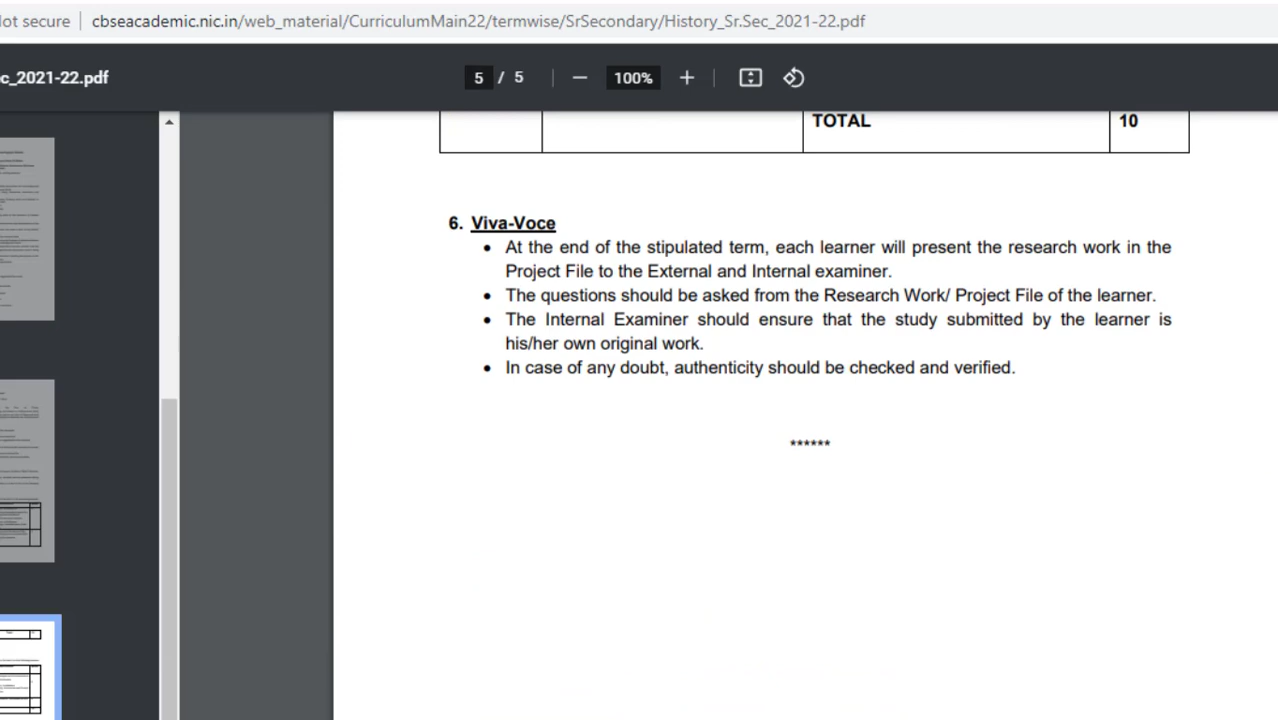 lot secure cbseacademic.nic.in/web_material/CurriculumMain22/termwise/SrSecondary/History_Sr.Sec_2021-22.pdf
c_2021-22.pdf 5 / 5 — 100% +
TOTAL 10
6. Viva-Voce
• At the end of the stipulated term, each learner will present the research work in the
Project File to the External and Internal examiner.
• The questions should be asked from the Research Work/ Project File of the learner.
• The Internal Examiner should ensure that the study submitted by the learner is
his/her own original work.
• In case of any doubt, authenticity should be checked and verified.
******